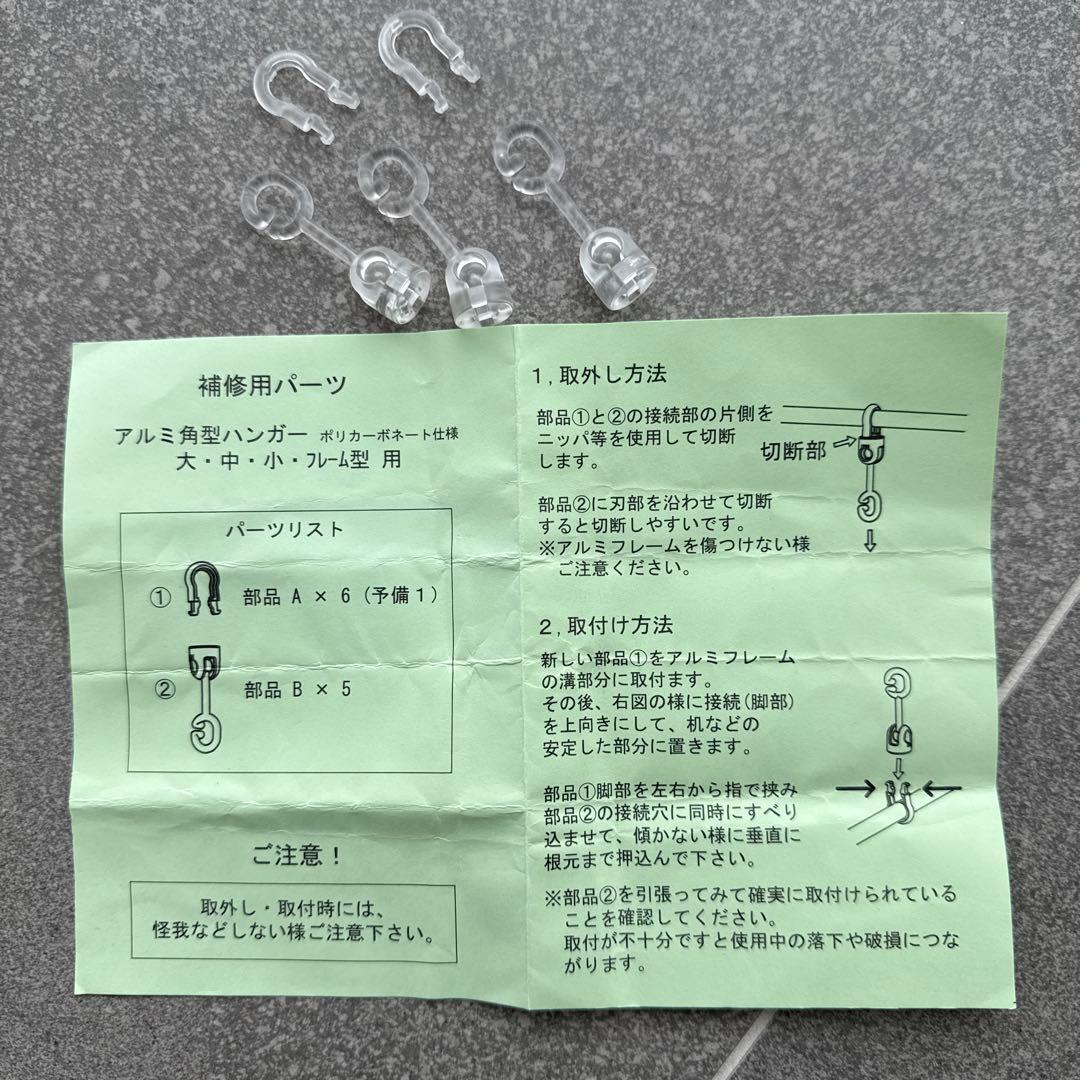 補修用パーツ
アルミ角型ハンガー ポリカーボネート仕様
大・中・小・フレーム型 用
パーツリスト
① 部品 A × 6 (予備1)
② 部品 B × 5
ご注意！
取外し・取付時には、
怪我などしない様ご注意下さい。
1,取外し方法
部品①と②の接続部の片側を
ニッパ等を使用して切断
します。
切断部
部品②に刃部を沿わせて切断
すると切断しやすいです。
※アルミフレームを傷つけない様
ご注意ください。
2,取付け方法
新しい部品①をアルミフレーム
の溝部分に取付ます。
その後、右図の様に接続(脚部)
を上向きにして、机などの
安定した部分に置きます。
部品①脚部を左右から指で挟み
部品②の接続穴に同時にすべり
込ませて、傾かない様に垂直に
根元まで押込んで下さい。
※部品②を引張ってみて確実に取付けられている
ことを確認してください。
取付が不十分ですと使用中の落下や破損につな
がります。